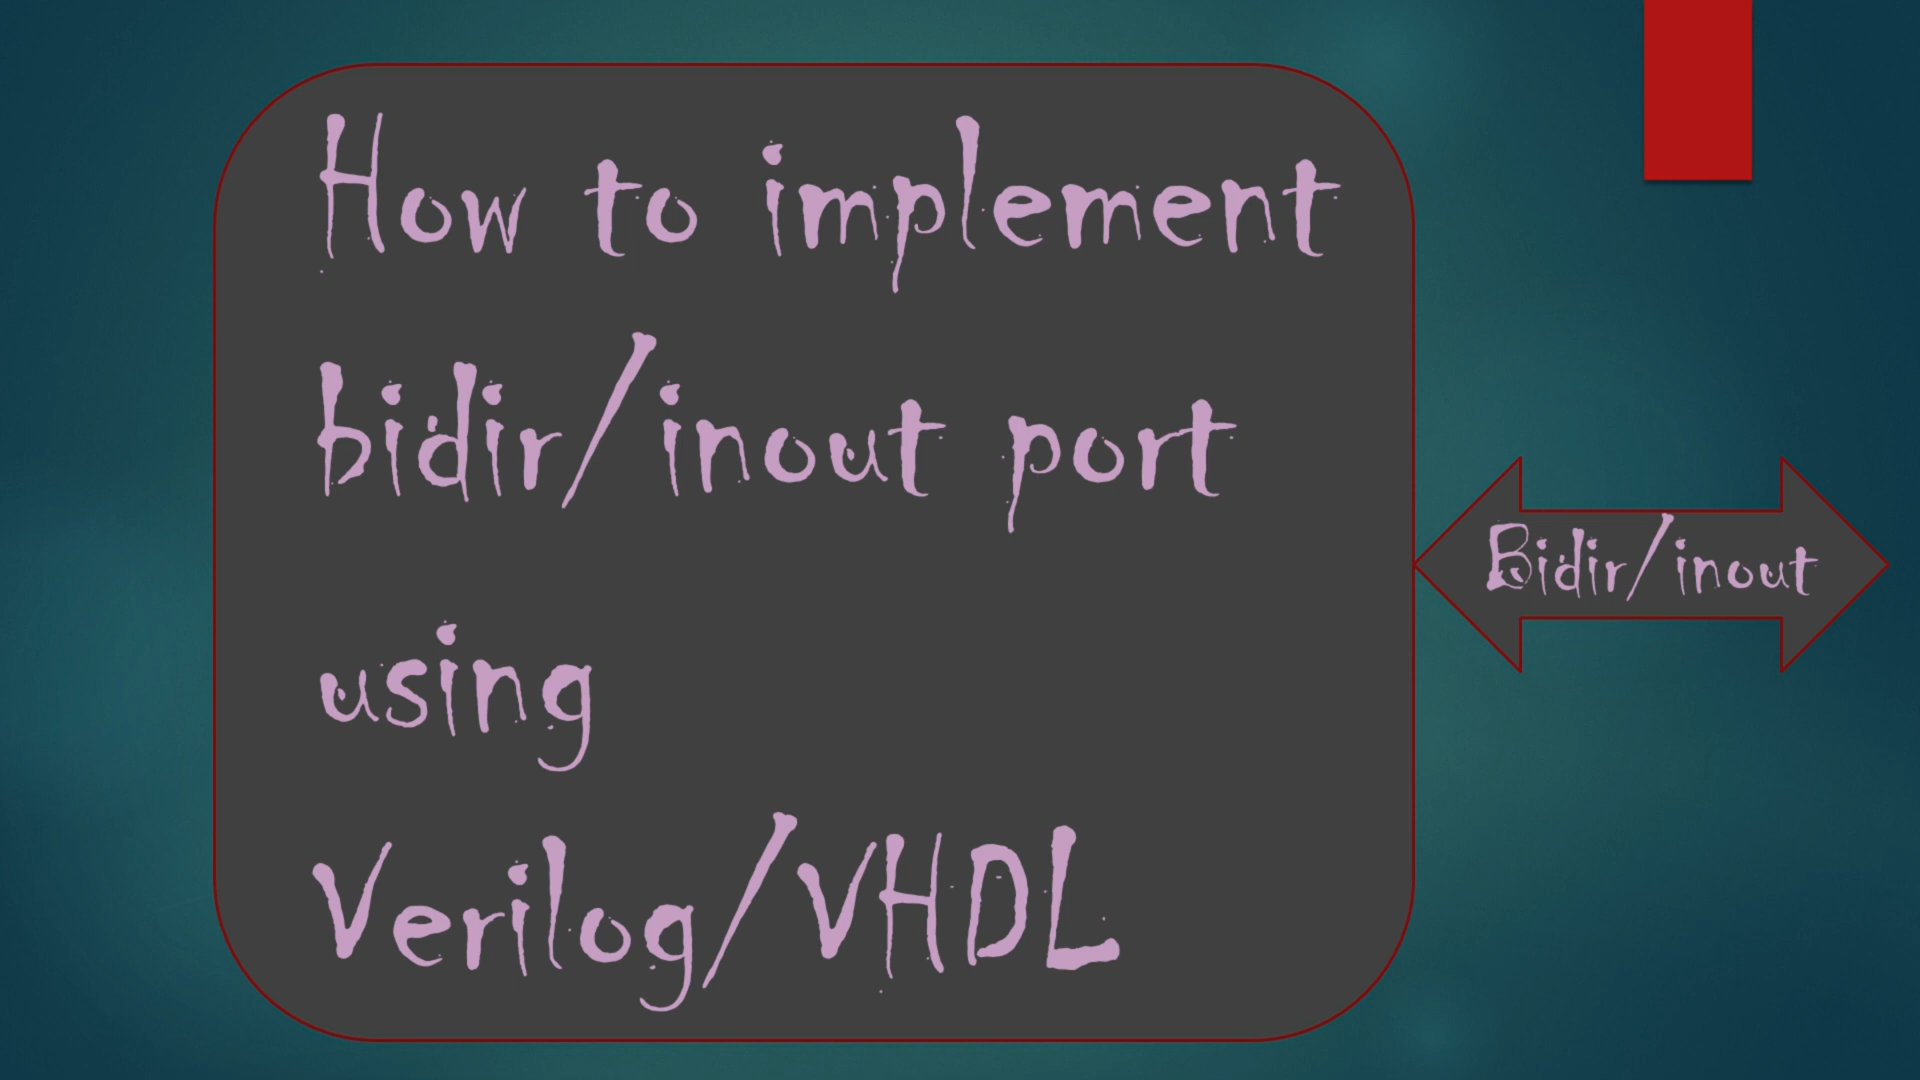 How to implement
bidir/inout port
using
Verilog/VHDL
Bidir/inout